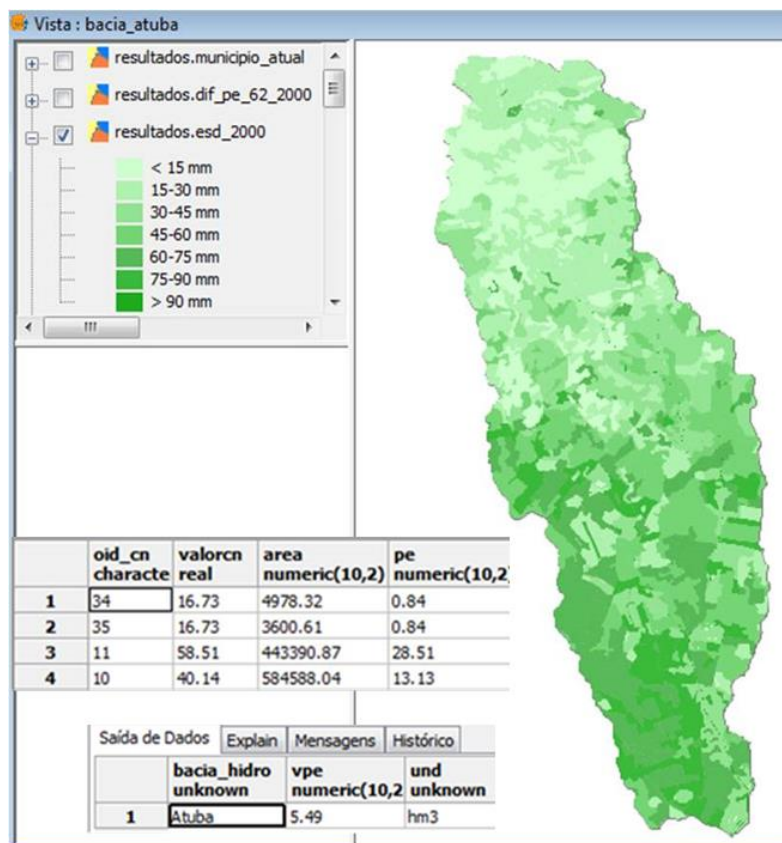 Vista : bacia_atuba
resultados.municipio_atual
resultados.dif_pe_62_2000
resultados.esd_2000
< 15 mm
15-30 mm
30-45 mm
45-60 mm
60-75 mm
75-90 mm
> 90 mm
oid_cn valorcn area pe
characte real numeric(10,2) numeric(10,2)
1 34 16.73 4978.32 0.84
2 35 16.73 3600.61 0.84
3 11 58.51 443390.87 28.51
4 10 40.14 584588.04 13.13
Saída de Dados Explain Mensagens Histórico
bacia_hidro vpe und
unknown numeric(10,2 unknown
1 Atuba 5.49 hm3